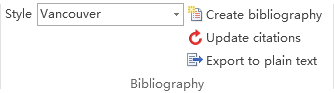 Style Vancouver Create bibliography
Update citations
Export to plain text
Bibliography